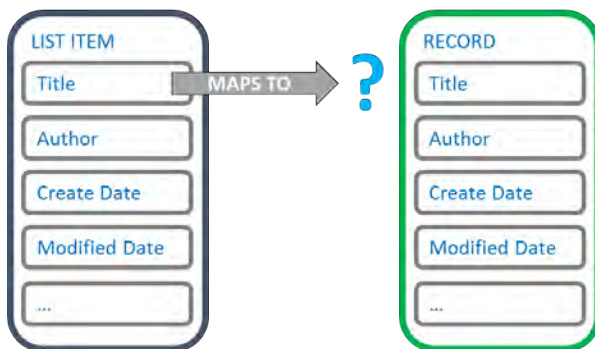 LIST ITEM
Title
Author
Create Date
Modified Date
...
MAPS TO
?
RECORD
Title
Author
Create Date
Modified Date
...